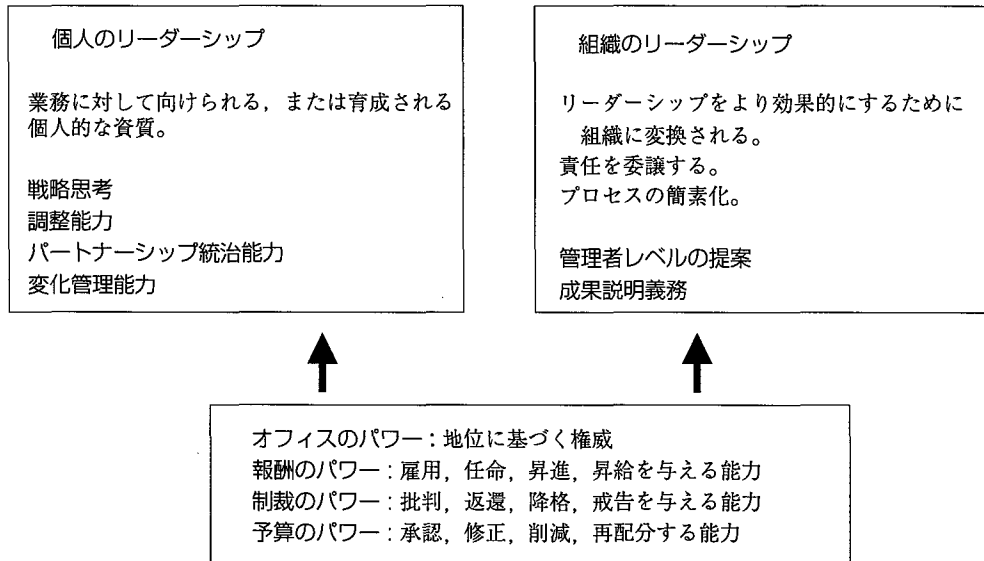 個人のリーダーシップ
業務に対して向けられる，または育成される
個人的な資質。
戦略思考
調整能力
パートナーシップ統治能力
変化管理能力
組織のリーダーシップ
リーダーシップをより効果的にするために
組織に変換される。
責任を委譲する。
プロセスの簡素化。
管理者レベルの提案
成果説明義務
オフィスのパワー：地位に基づく権威
報酬のパワー：雇用，任命，昇進，昇給を与える能力
制裁のパワー：批判，返還，降格，戒告を与える能力
予算のパワー：承認，修正，削減，再配分する能力